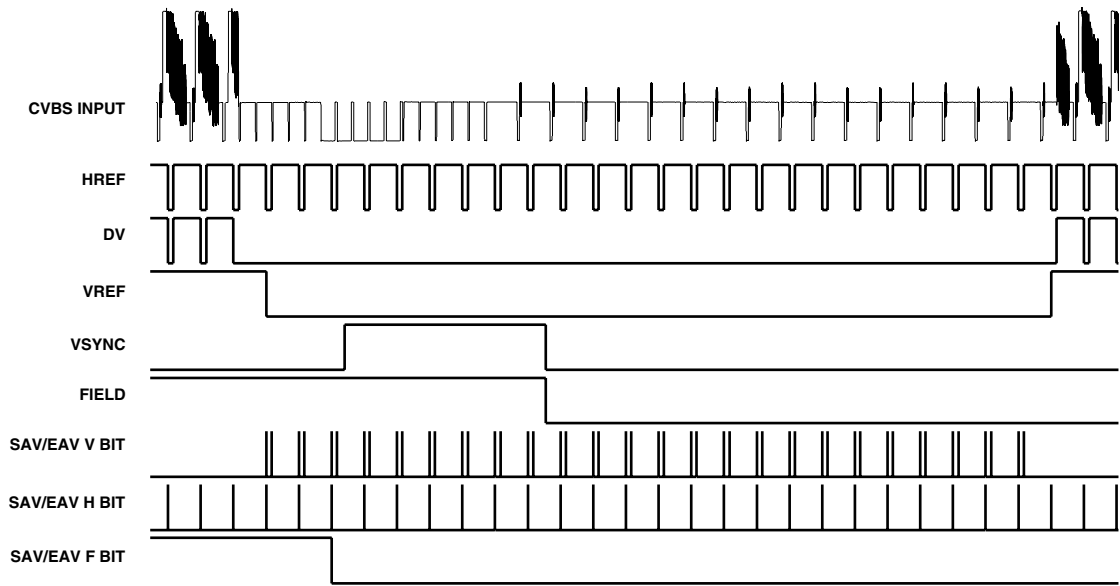 CVBS INPUT
HREF
DV
VREF
VSYNC
FIELD
SAV/EAV V BIT
SAV/EAV H BIT
SAV/EAV F BIT